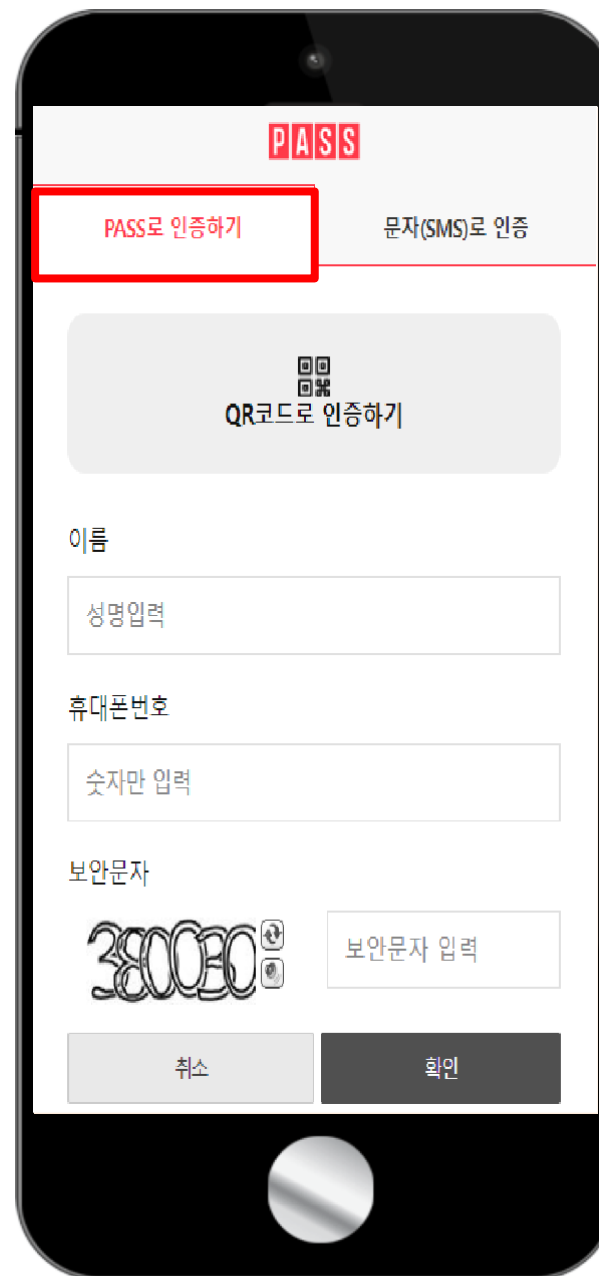 PASS
PASS로 인증하기
문자(SMS)로 인증
QR코드로 인증하기
이름
성명입력
휴대폰번호
숫자만 입력
보안문자
380030
보안문자 입력
취소
확인